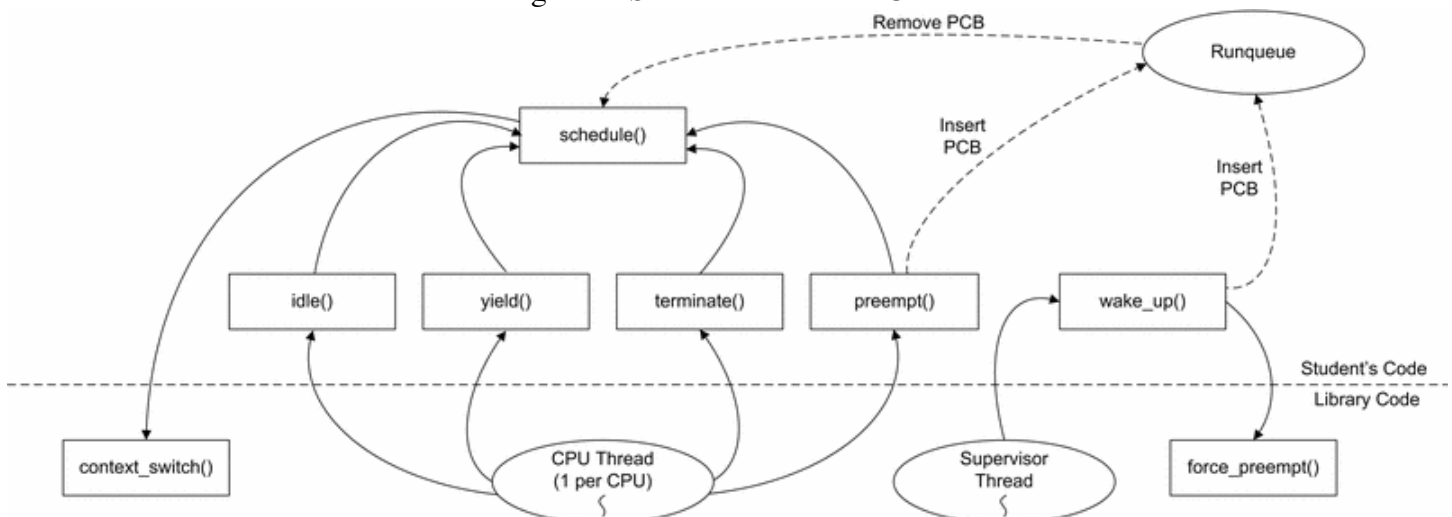 Remove PCB
Runqueue
schedule()
Insert
PCB
Insert
PCB
idle()
yield()
terminate()
preempt()
wake_up()
Student's Code
Library Code
context_switch()
CPU Thread
(1 per CPU)
Supervisor
Thread
force_preempt()